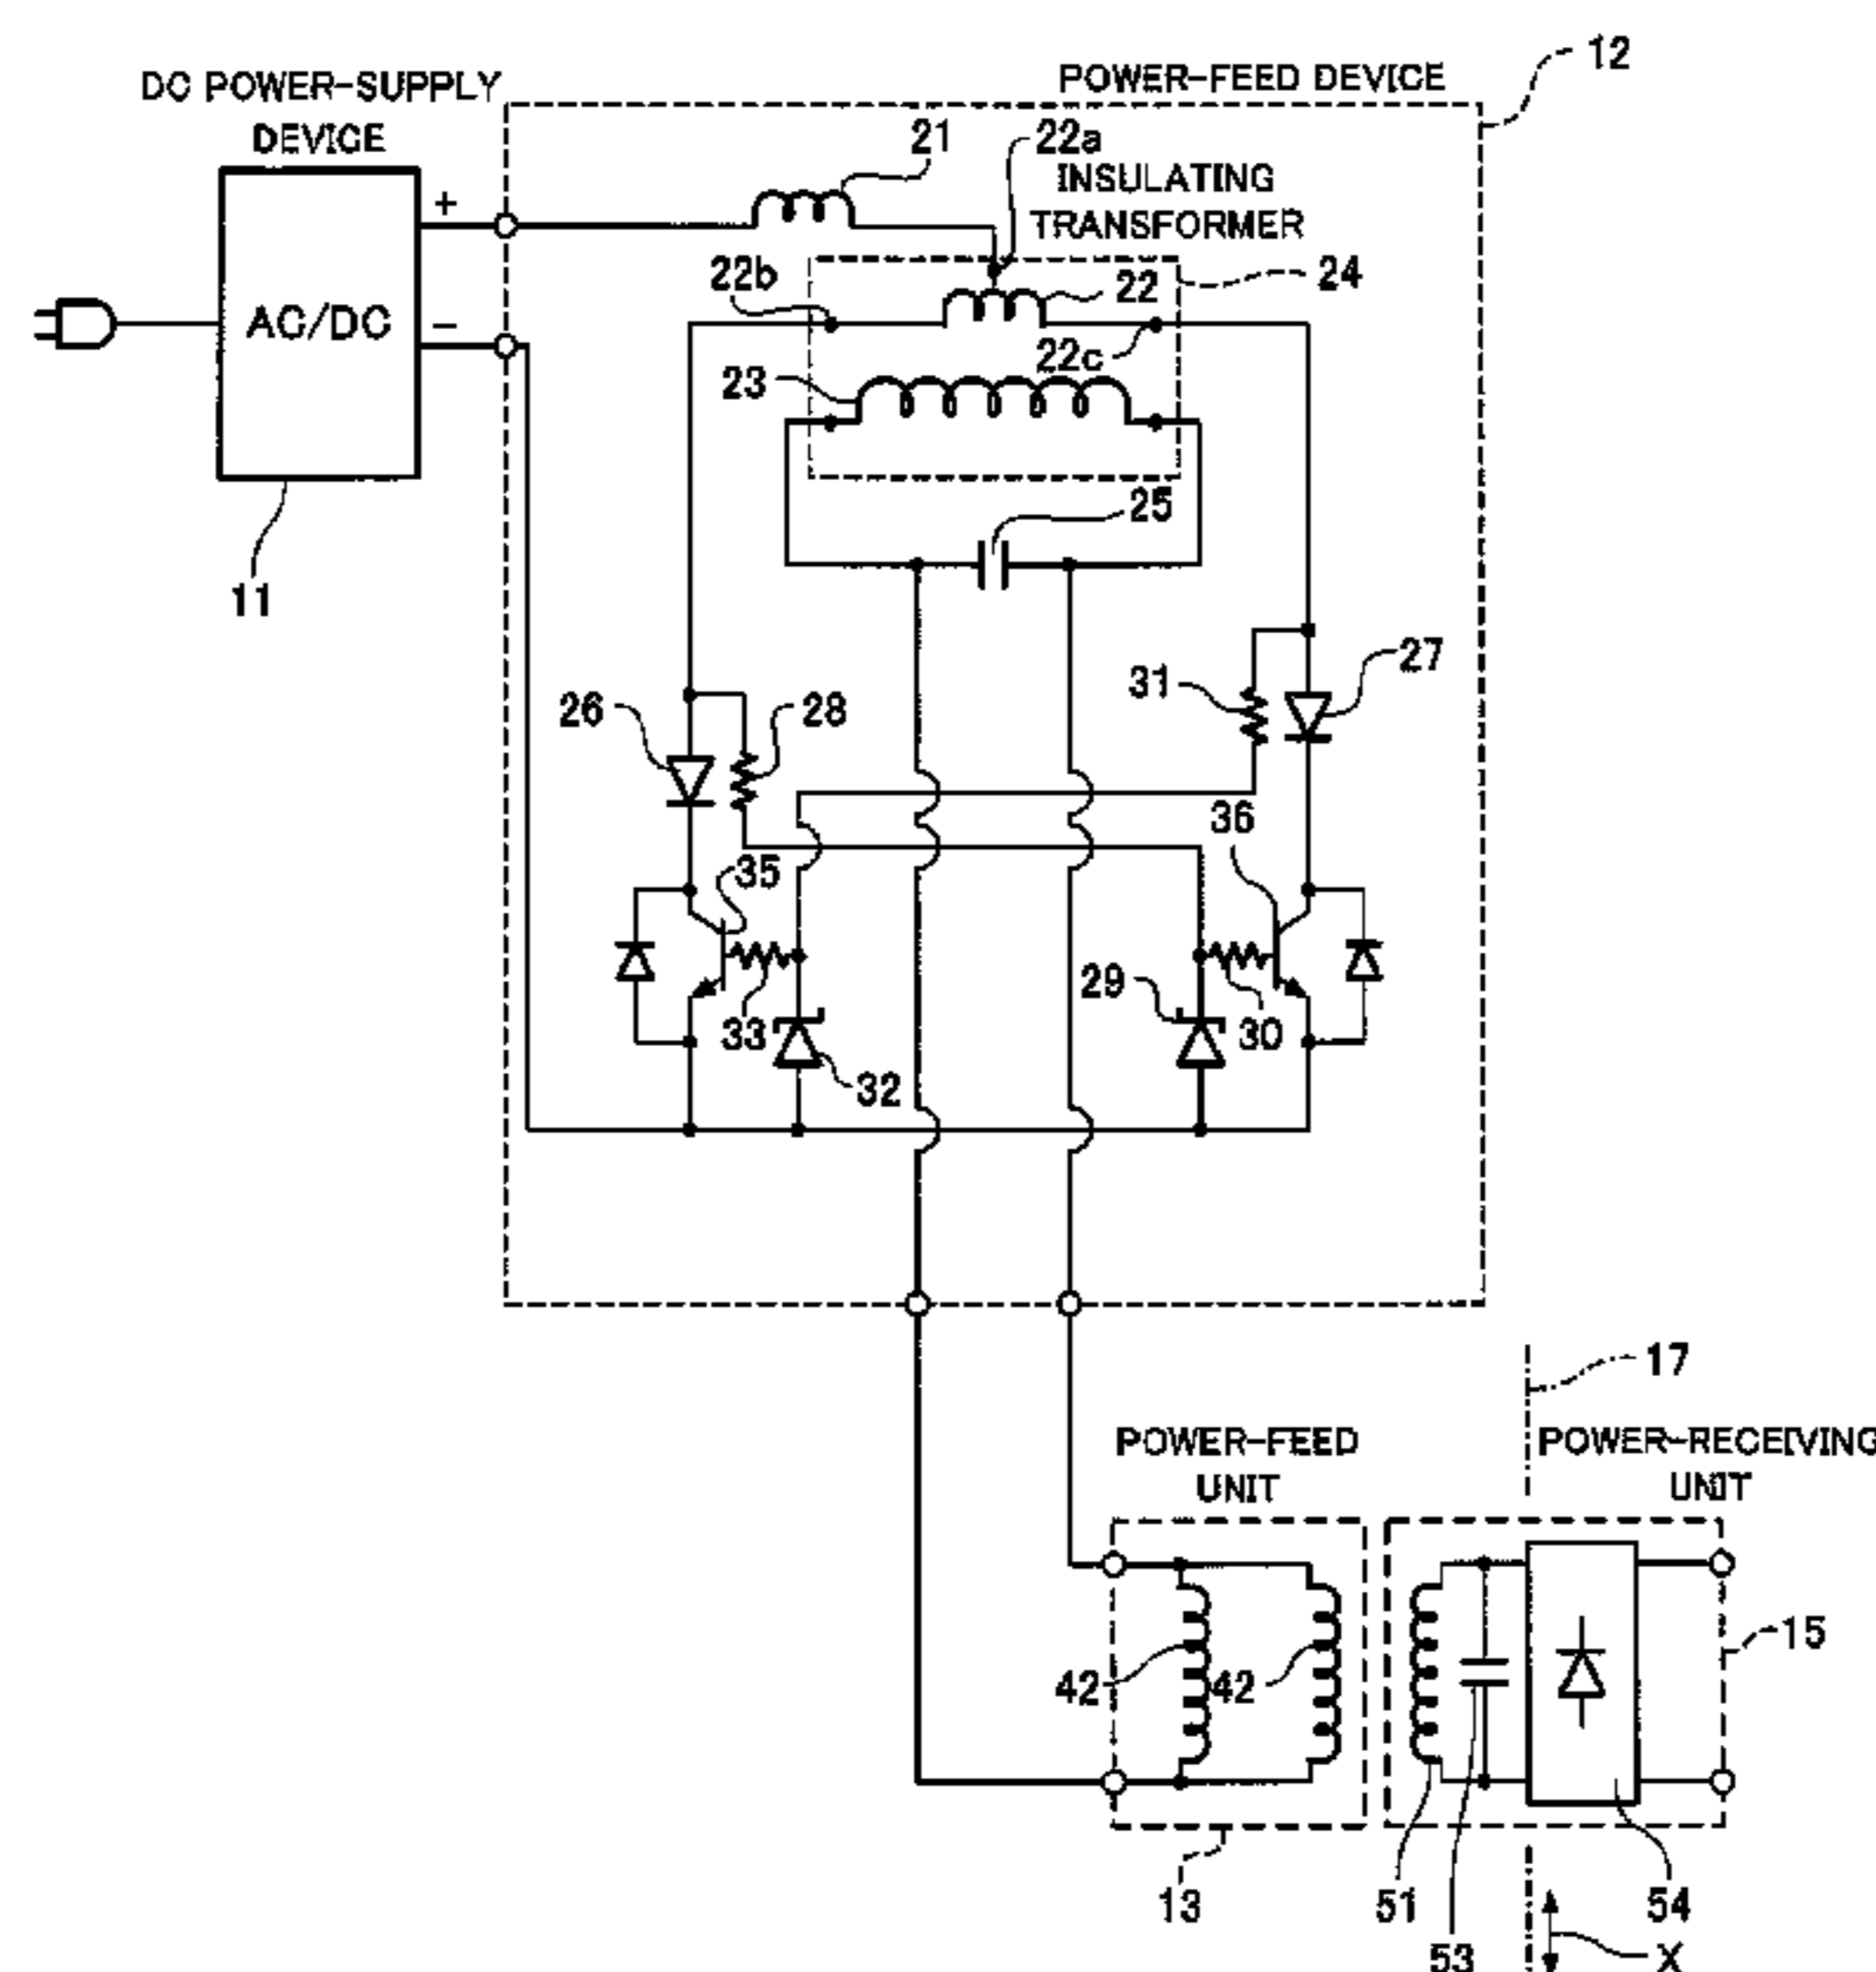 12
DC POWER-SUPPLY
DEVICE
POWER-FEED DEVICE
21
22a
INSULATING
TRANSFORMER
+
22b
22
24
AC/DC
−
22c
23
25
11
27
31
26
28
36
35
29
33
30
32
17
POWER-FEED
UNIT
POWER-RECEIVING
UNIT
15
42
42
13
51
54
53
X